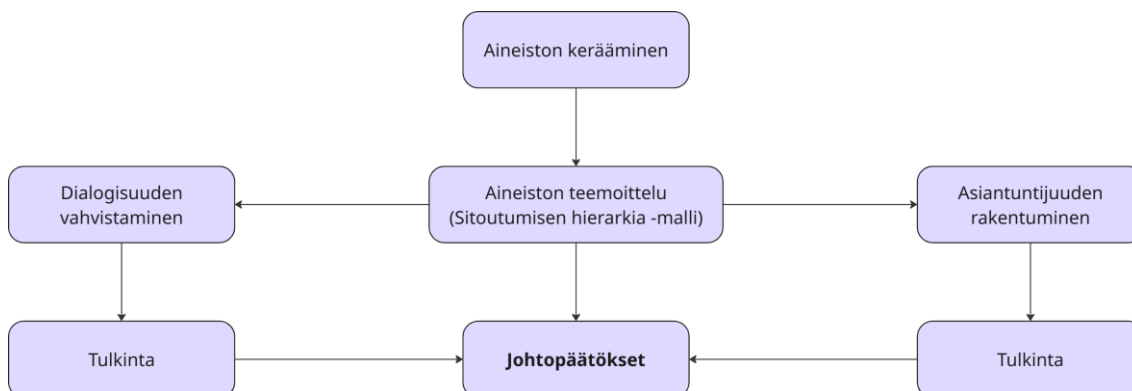 Aineiston kerääminen
Dialogisuuden
vahvistaminen
Aineiston teemoittelu
(Sitoutumisen hierarkia -malli)
Asiantuntijuuden
rakentuminen
Tulkinta
Johtopäätökset
Tulkinta